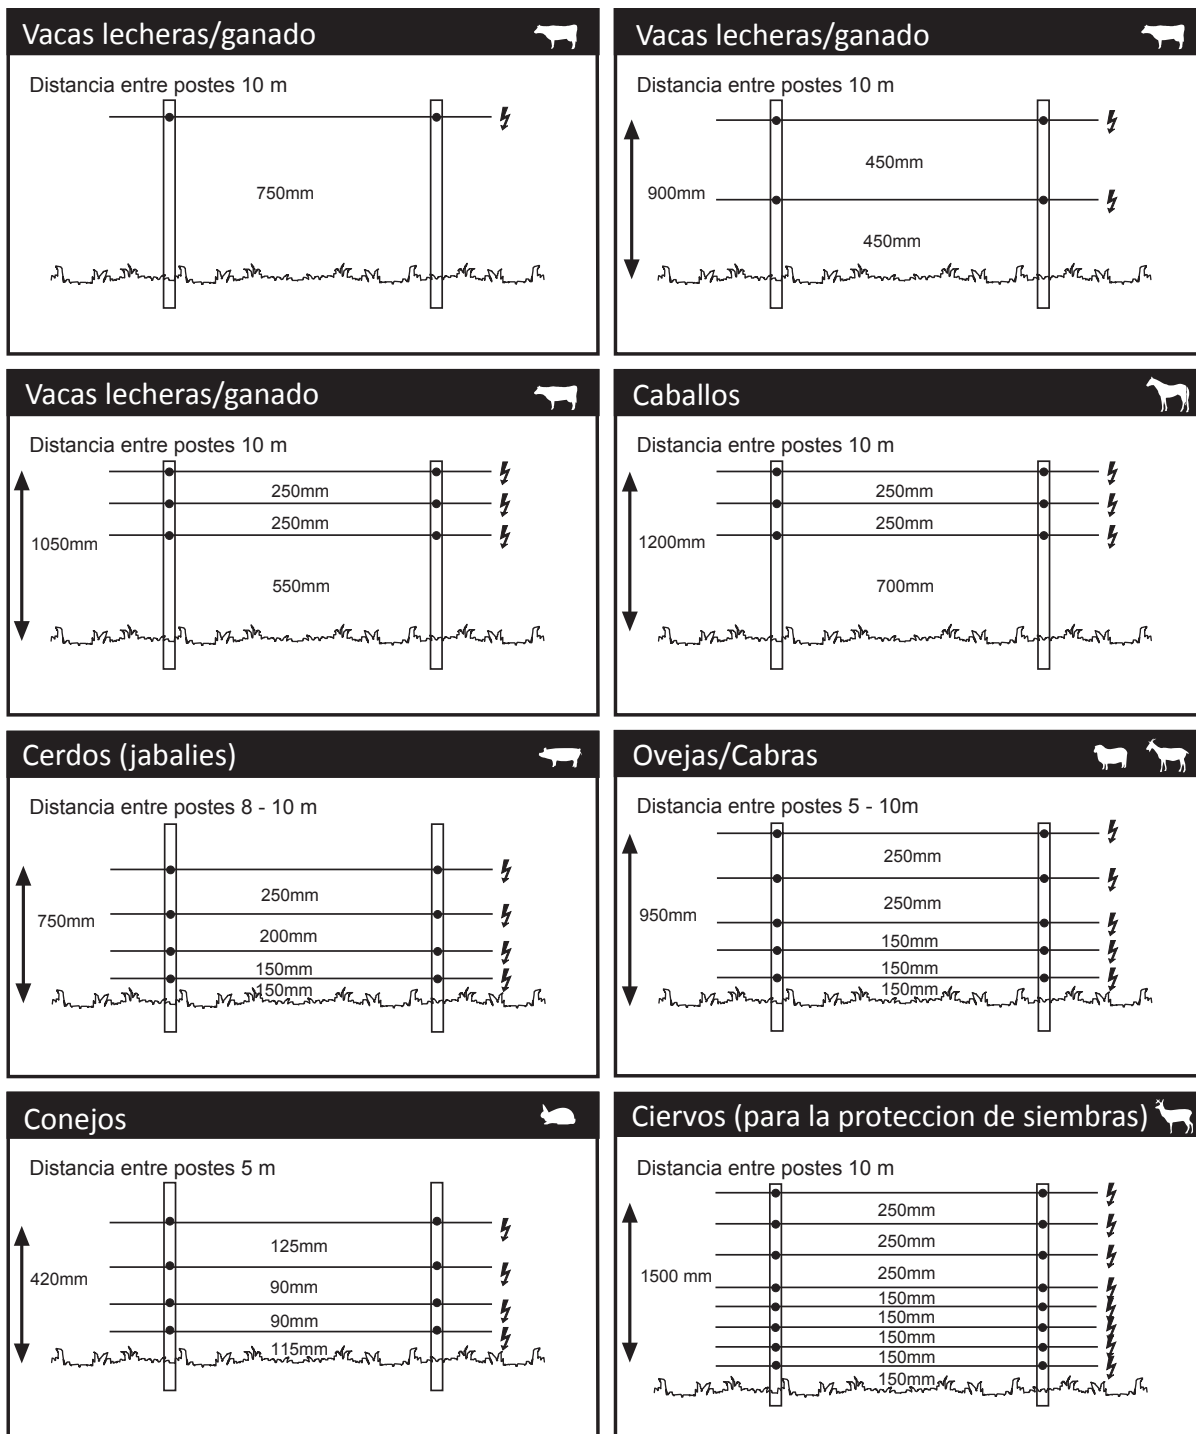 Vacas lecheras/ganado
Distancia entre postes 10 m
750mm
Vacas lecheras/ganado
Distancia entre postes 10 m
450mm
900mm
450mm
Vacas lecheras/ganado
Distancia entre postes 10 m
250mm
250mm
1050mm
550mm
Caballos
Distancia entre postes 10 m
250mm
250mm
1200mm
700mm
Cerdos (jabalies)
Distancia entre postes 8 - 10 m
250mm
750mm
200mm
150mm
150mm
Ovejas/Cabras
Distancia entre postes 5 - 10m
250mm
250mm
950mm
150mm
150mm
150mm
Conejos
Distancia entre postes 5 m
125mm
420mm
90mm
90mm
115mm
Ciervos (para la proteccion de siembras)
Distancia entre postes 10 m
250mm
250mm
250mm
1500 mm
150mm
150mm
150mm
150mm
150mm